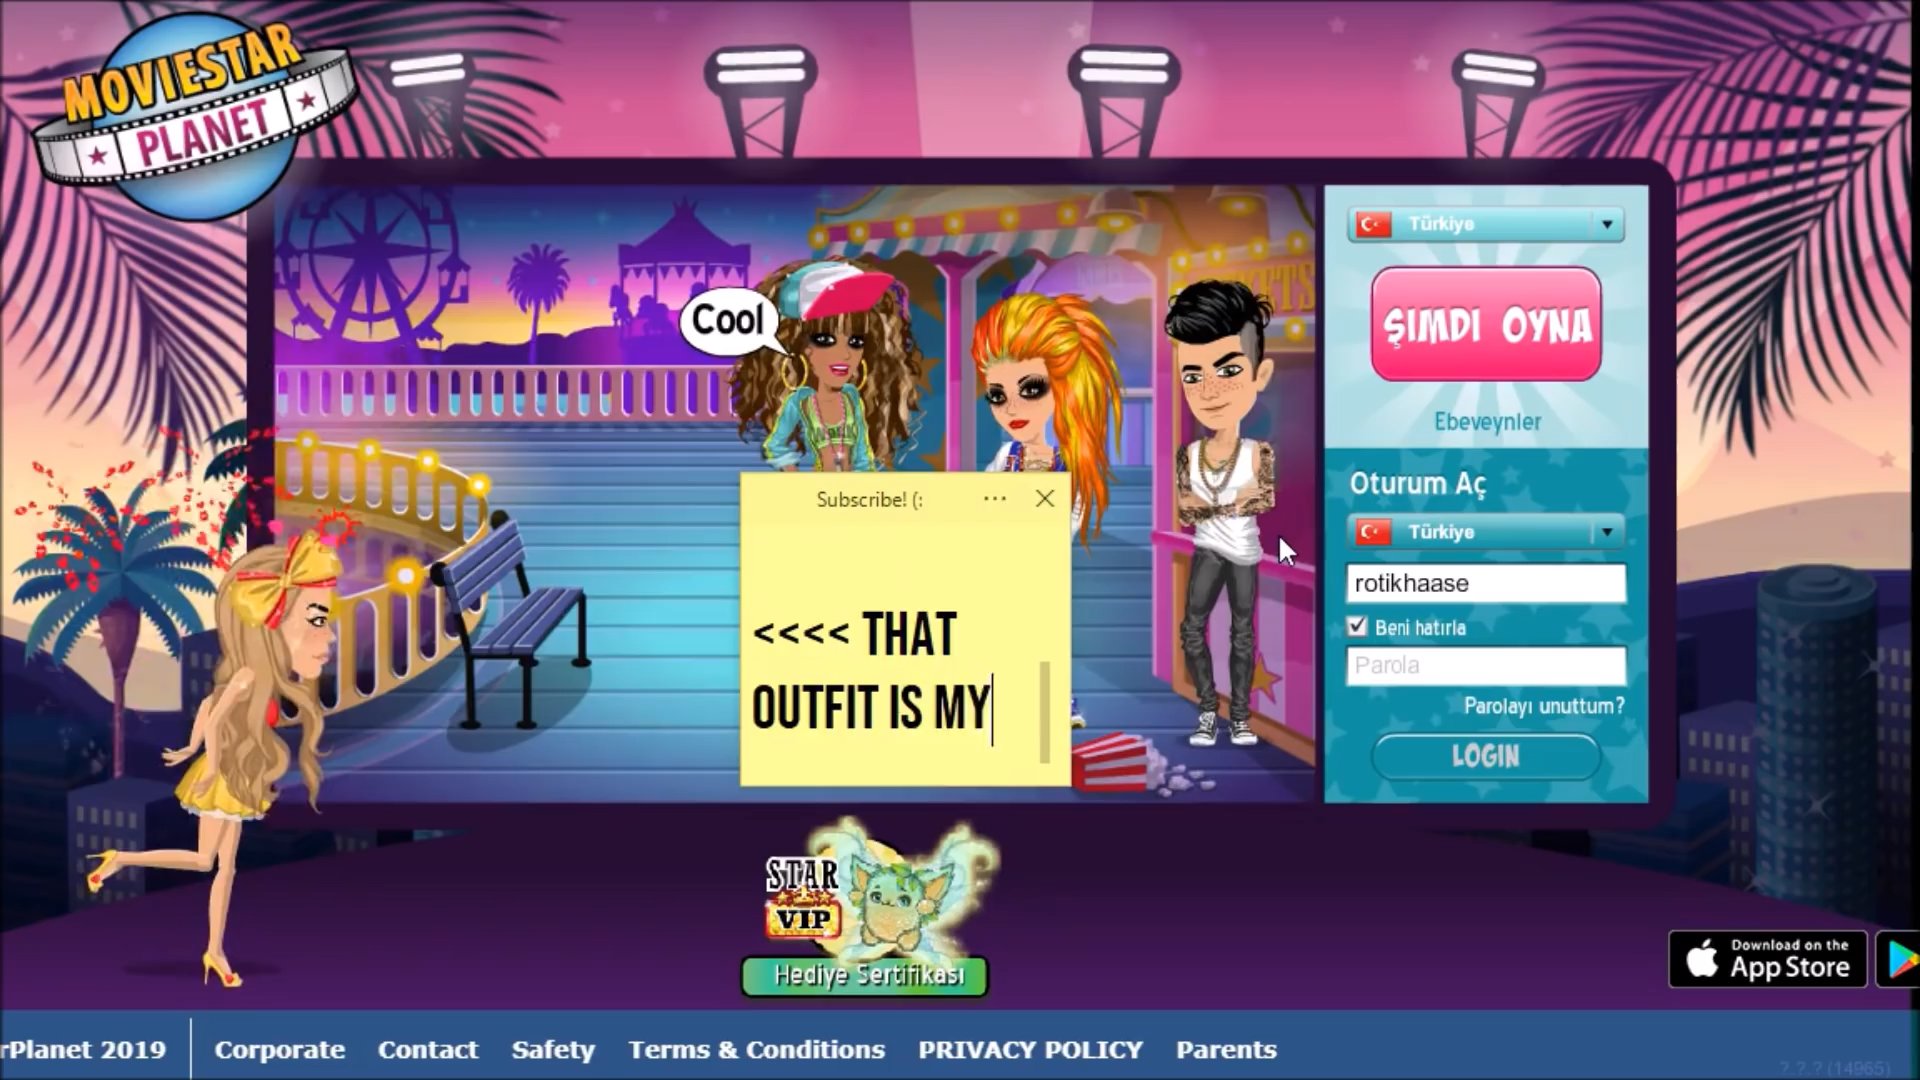 MOVIESTAR
PLANET
Cool
TICKETS
Türkiye
ŞIMDI OYNA
Ebeveynler
Oturum Aç
Türkiye
rotikhaase
Beni hatırla
Parola
Parolayı unuttum?
LOGIN
Subscribe! (:
<<<< THAT
OUTFIT IS MY
STAR
VIP
Hediye Sertifikası
Download on the
App Store
rPlanet 2019
Corporate
Contact
Safety
Terms & Conditions
PRIVACY POLICY
Parents
?.?.? (14965)